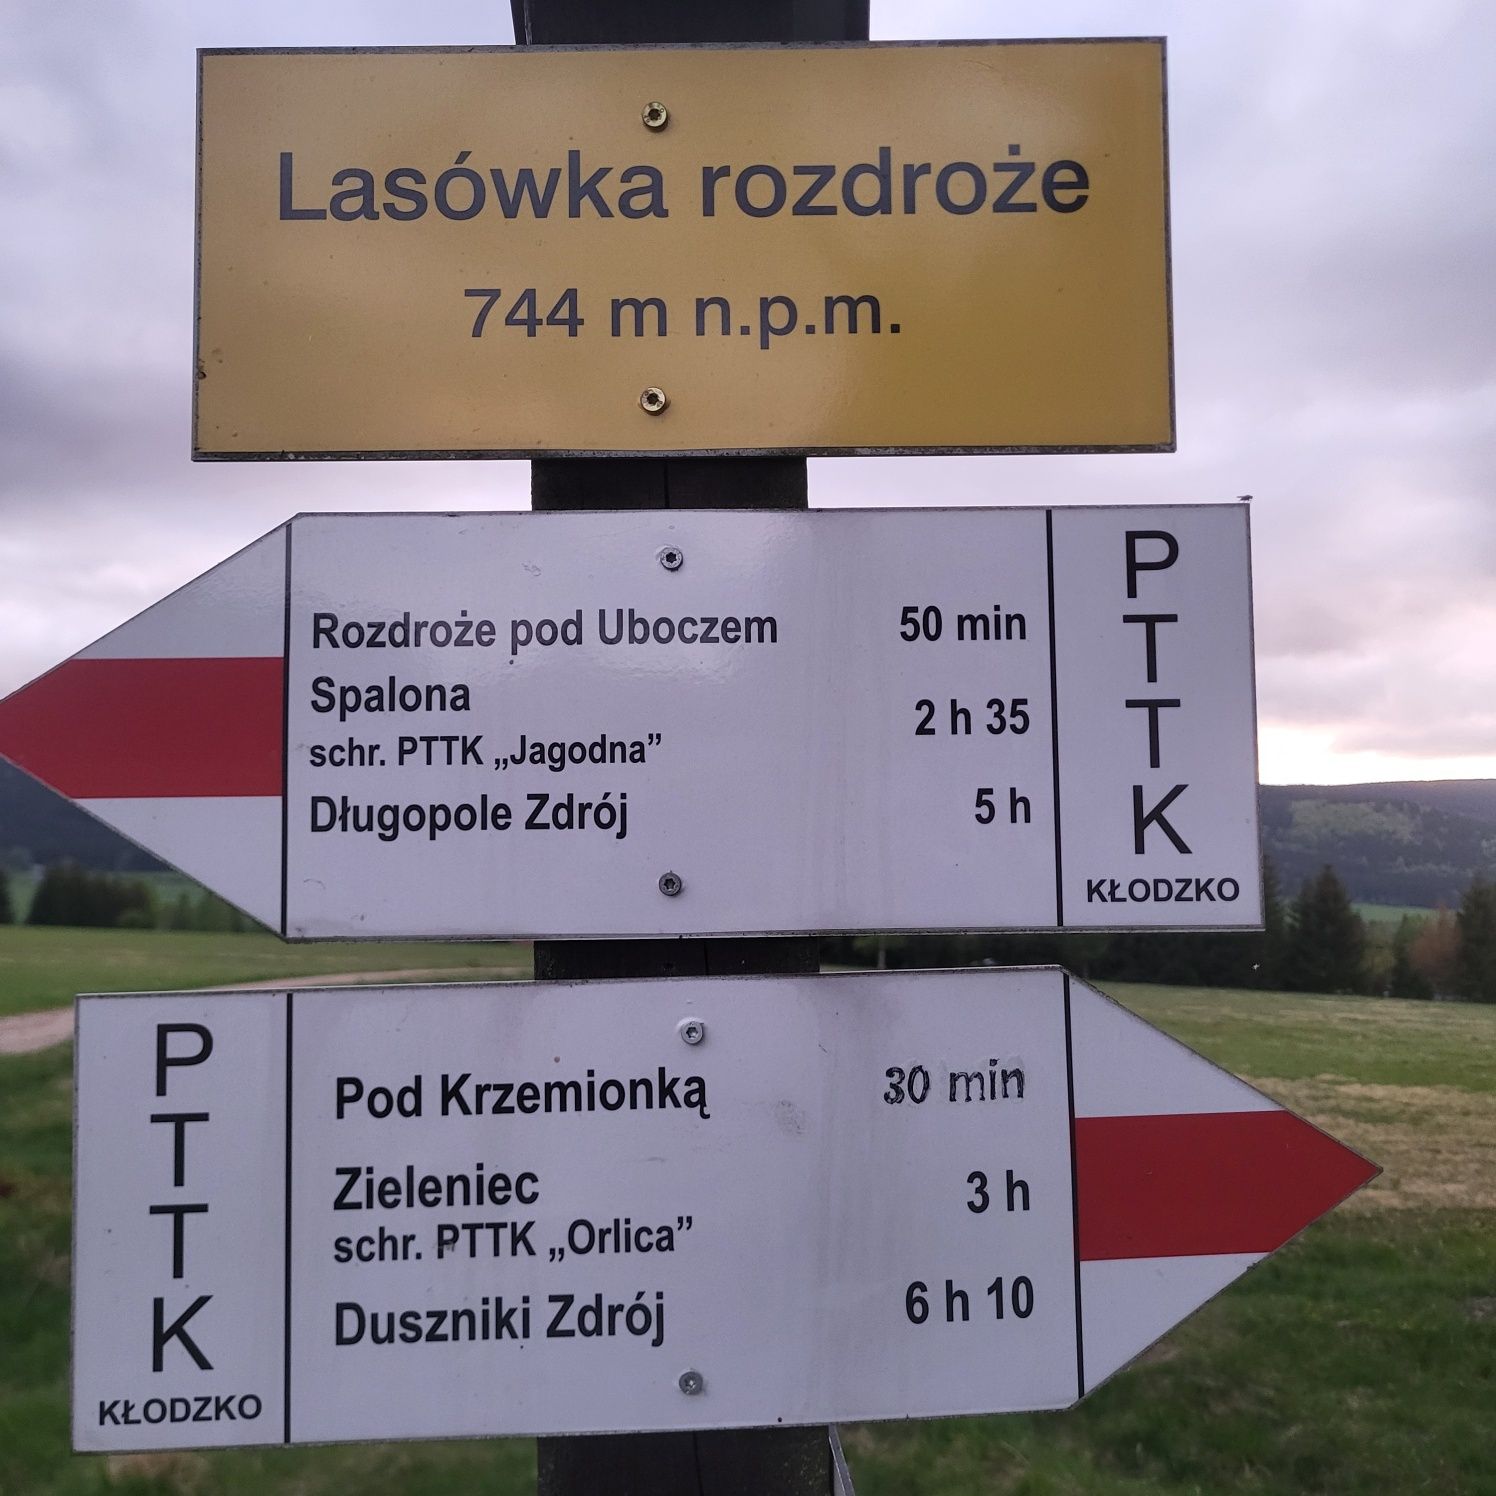 Lasówka rozdroże
744 m n.p.m.
Rozdroże pod Uboczem 50 min
Spalona
schr. PTTK „Jagodna” 2 h 35
Długopole Zdrój 5 h
PTTK
KŁODZKO
PTTK
KŁODZKO
Pod Krzemionką 30 min
Zieleniec 3 h
schr. PTTK „Orlica”
Duszniki Zdrój 6 h 10